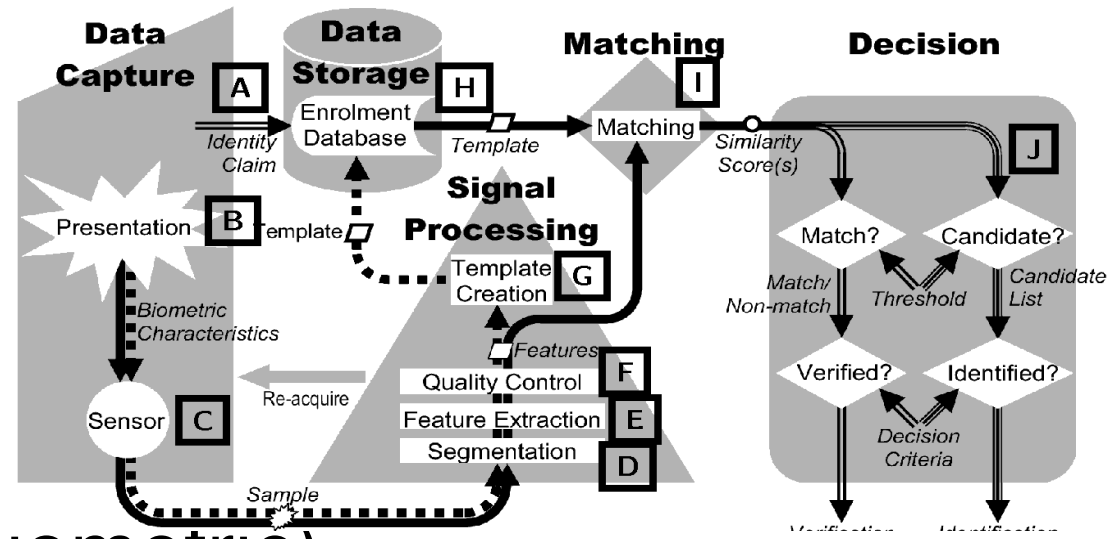 Data
Capture
Data
Storage
Matching
Decision
A
H
I
Enrolment
Database
Identity
Claim
Template
Matching
Similarity
Score(s)
J
Signal
Processing
Presentation
B
Template
Template
Creation
G
Match?
Candidate?
Match/
Non-match
Threshold
Candidate
List
Biometric
Characteristics
Features
Quality Control
F
Re-acquire
Verified?
Identified?
Sensor
C
Feature Extraction
E
Segmentation
D
Decision
Criteria
Sample
Verification
Identification